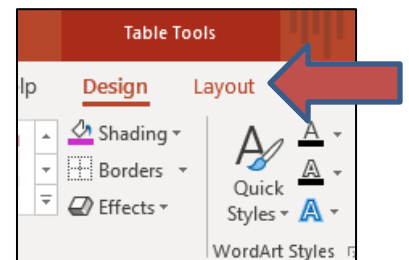 Table Tools
lp Design Layout
Shading
Borders
Effects
A
Quick
Styles
A
A
A
WordArt Styles